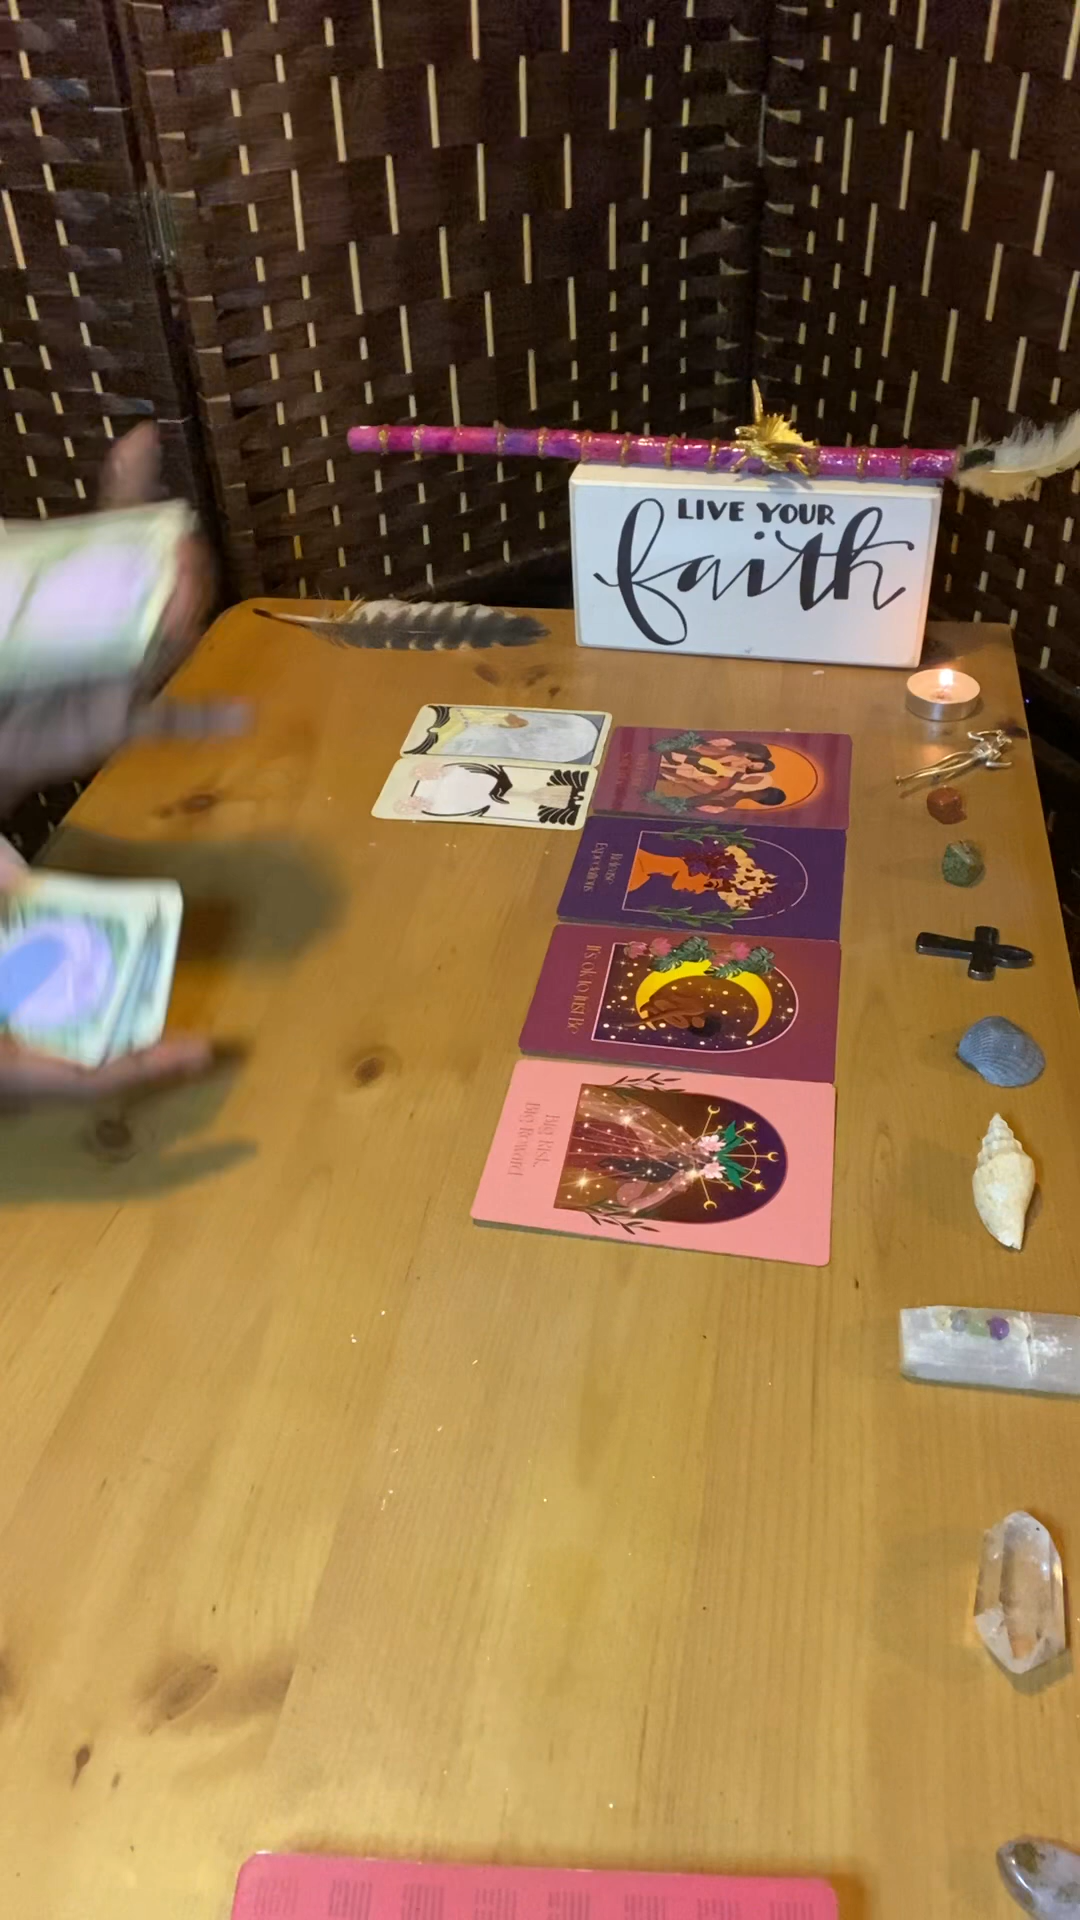 LIVE YOUR
faith
Release
Expectations
It's Ok to Just Be
Big Risk,
Big Reward